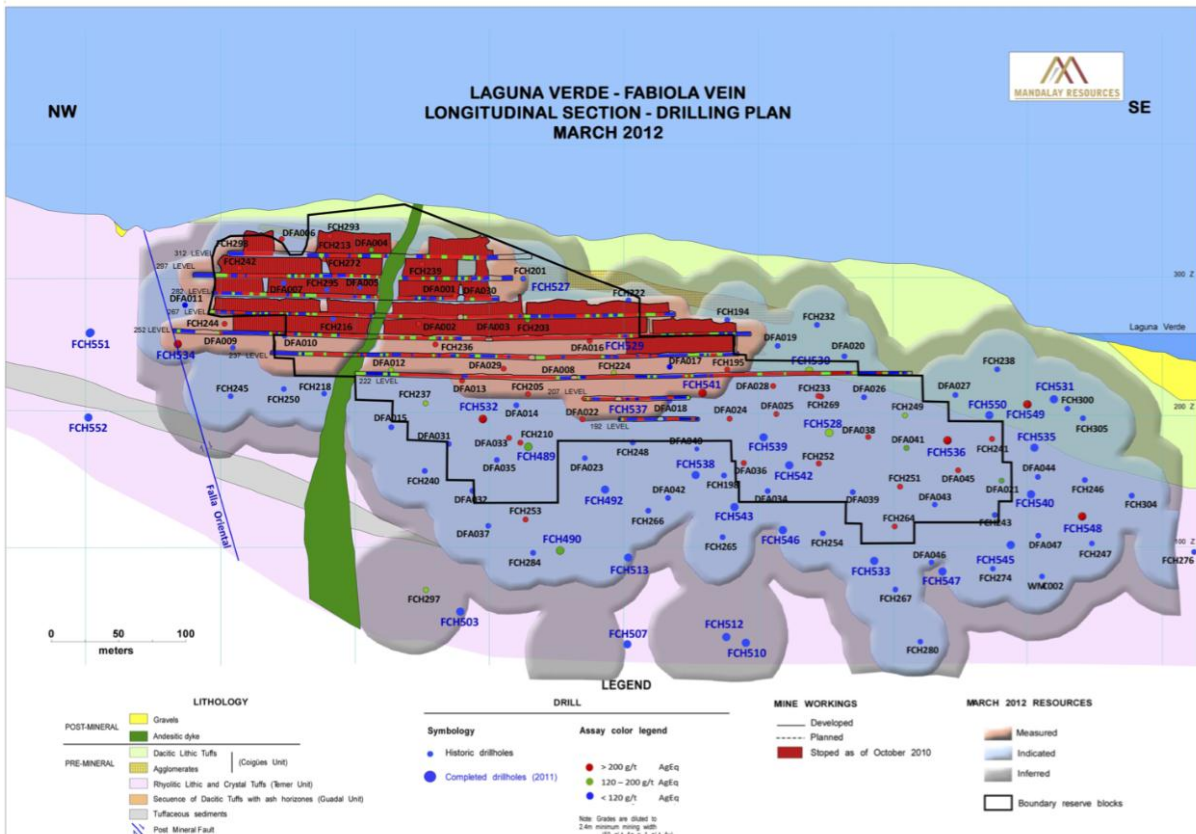 LAGUNA VERDE - FABIOLA VEIN
LONGITUDINAL SECTION - DRILLING PLAN
MARCH 2012
MANDALAY RESOURCES
NW
SE
FCH293
DFA006
FCH298
FCH213
DFA004
312 LEVEL
FCH242
FCH272
FCH239
297 LEVEL
FCH201
300 Z
FCH295
DFA005
FCH527
282 LEVEL
DFA007
DFA001
DFA030
DFA011
FCH222
267 LEVEL
FCH194
FCH232
FCH244
FCH216
DFA002
DFA003
FCH203
Laguna Verde
252 LEVEL
FCH551
FCH534
DFA009
DFA010
FCH236
DFA016
FCH529
DFA019
237 LEVEL
DFA020
DFA012
DFA029
DFA008
FCH224
DFA017
FCH195
FCH530
FCH238
222 LEVEL
FCH245
FCH250
FCH218
FCH237
DFA013
FCH205
207 LEVEL
FCH541
DFA028
FCH233
FCH269
DFA026
DFA027
FCH531
FCH552
FCH532
DFA014
DFA022
FCH537
DFA018
DFA024
DFA025
FCH249
FCH550
FCH549
FCH300
200 Z
DFA015
192 LEVEL
FCH305
DFA031
DFA033
FCH210
FCH528
DFA038
FCH489
FCH248
DFA040
FCH539
DFA041
FCH536
FCH241
FCH535
DFA035
DFA023
DFA036
FCH252
DFA044
FCH240
FCH538
FCH542
DFA045
FCH198
FCH251
DFA021
FCH246
DFA032
FCH492
DFA042
DFA034
DFA039
DFA043
FCH540
FCH304
Falla Oriental
FCH253
FCH266
FCH543
FCH264
FCH243
FCH548
DFA037
FCH490
FCH265
FCH546
FCH254
DFA047
FCH247
100 Z
FCH284
FCH513
FCH533
DFA046
FCH545
FCH276
FCH547
FCH274
WMC002
FCH297
FCH267
FCH503
FCH507
FCH512
FCH510
FCH280
0 50 100
meters
LEGEND
LITHOLOGY
POST-MINERAL
Gravels
Andesitic dyke
PRE-MINERAL
Dacitic Lithic Tuffs
Agglomerates
(Coigües Unit)
Rhyolitic Lithic and Crystal Tuffs (Temer Unit)
Secuence of Dacitic Tuffs with ash horizones (Guadal Unit)
Tuffaceous sediments
Post Mineral Fault
DRILL
Symbology
Historic drillholes
Completed drillholes (2011)
Assay color legend
> 200 g/t AgEq
120 – 200 g/t AgEq
< 120 g/t AgEq
Note: Grades are diluted to
2.4m minimum mining width
MINE WORKINGS
Developed
Planned
Stoped as of October 2010
MARCH 2012 RESOURCES
Measured
Indicated
Inferred
Boundary reserve blocks